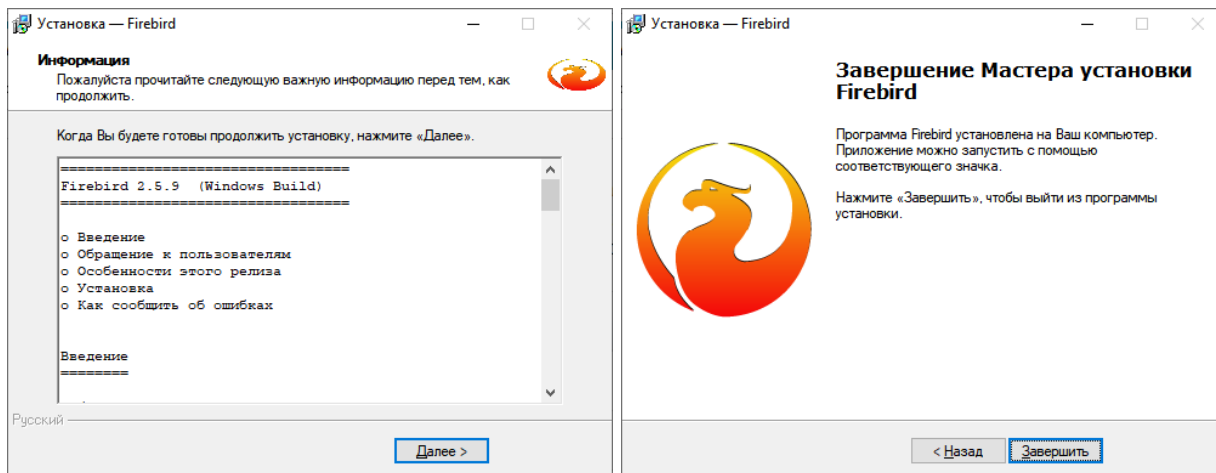 Установка — Firebird
Информация
Пожалуйста прочитайте следующую важную информацию перед тем, как
продолжить.
Когда Вы будете готовы продолжить установку, нажмите «Далее».
==================================
Firebird 2.5.9 (Windows Build)
==================================
o Введение
o Обращение к пользователям
o Особенности этого релиза
o Установка
o Как сообщить об ошибках
Введение
========
Русский
Далее >
Установка — Firebird
Завершение Мастера установки
Firebird
Программа Firebird установлена на Ваш компьютер.
Приложение можно запустить с помощью
соответствующего значка.
Нажмите «Завершить», чтобы выйти из программы
установки.
< Назад
Завершить